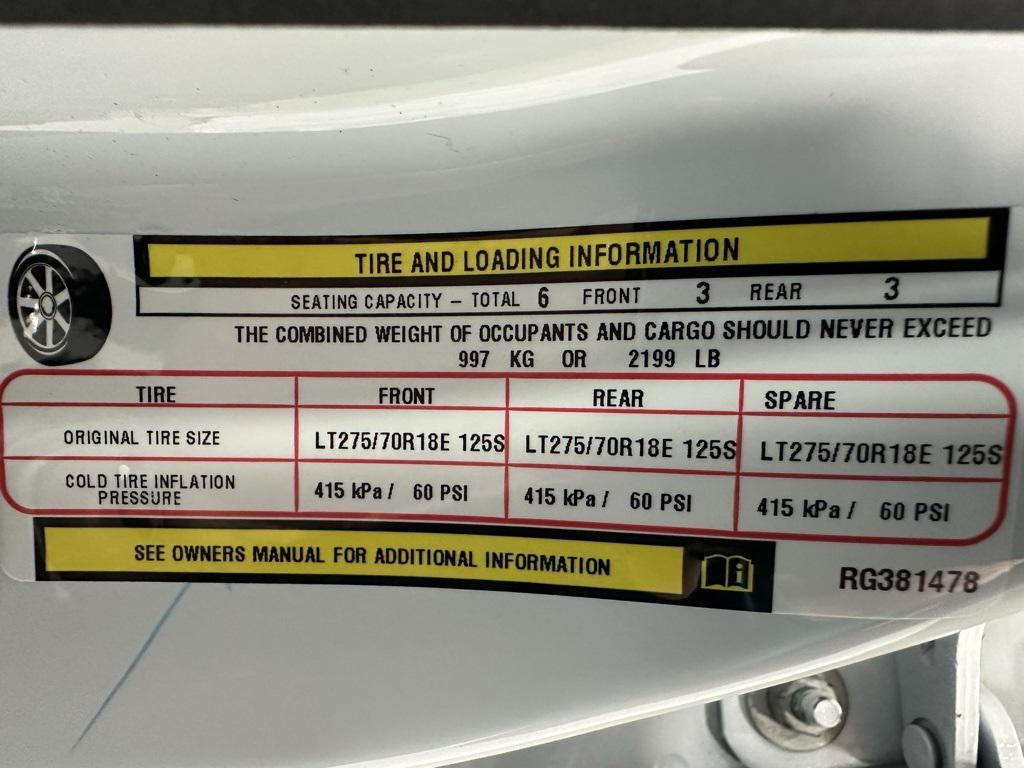 TIRE AND LOADING INFORMATION
SEATING CAPACITY – TOTAL 6 FRONT 3 REAR 3
THE COMBINED WEIGHT OF OCCUPANTS AND CARGO SHOULD NEVER EXCEED
997 KG OR 2199 LB
TIRE FRONT REAR SPARE
ORIGINAL TIRE SIZE LT275/70R18E 125S LT275/70R18E 125S LT275/70R18E 125S
COLD TIRE INFLATION
PRESSURE 415 kPa / 60 PSI 415 kPa / 60 PSI 415 kPa / 60 PSI
SEE OWNERS MANUAL FOR ADDITIONAL INFORMATION
RG381478